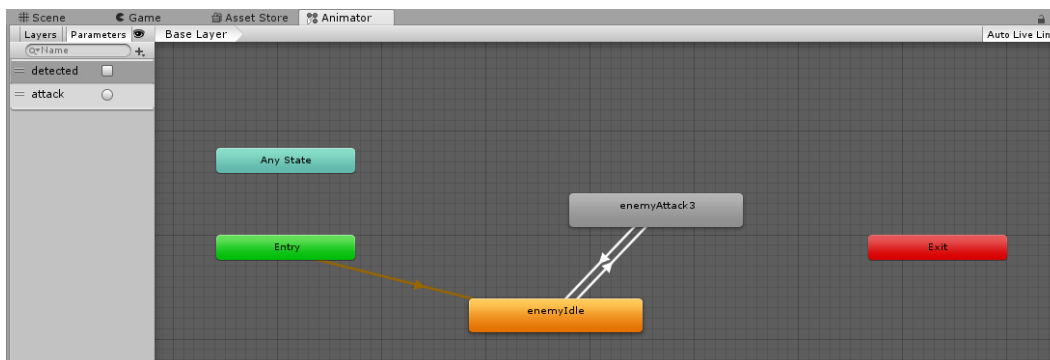 Scene Game Asset Store Animator
Layers Parameters Base Layer Auto Live Lin
Name
detected
attack
Any State
enemyAttack3
Entry
Exit
enemyIdle